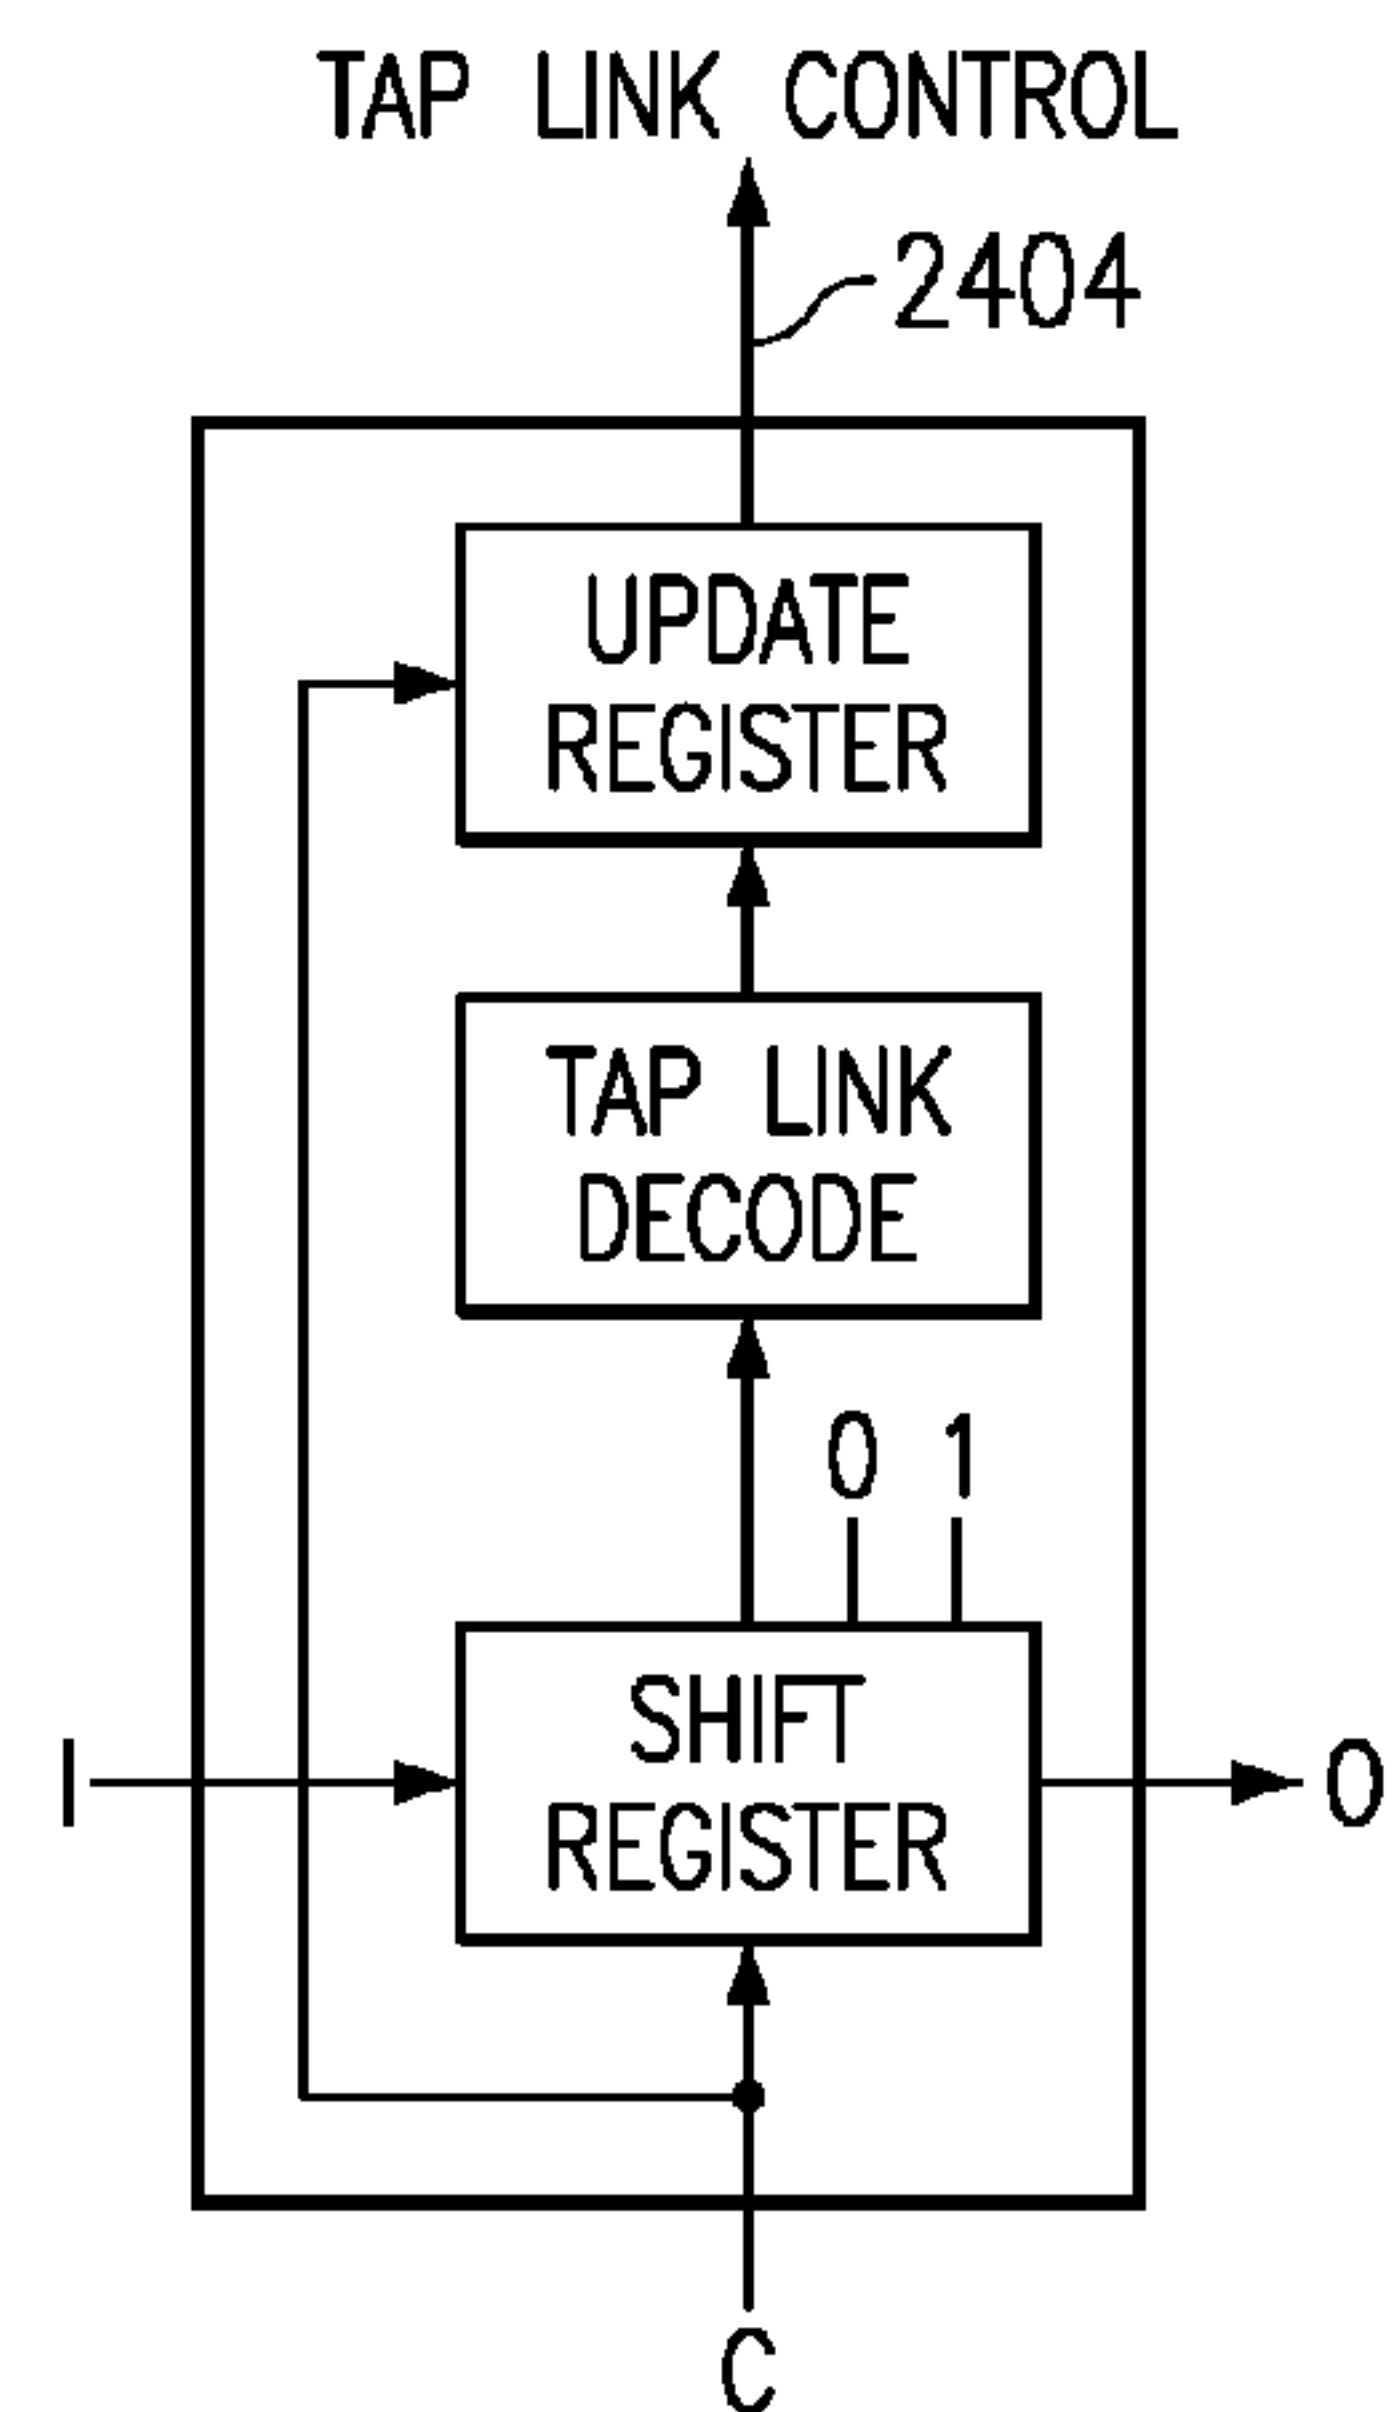 TAP LINK CONTROL
2404
UPDATE
REGISTER
TAP LINK
DECODE
0 1
SHIFT
REGISTER
I
O
C